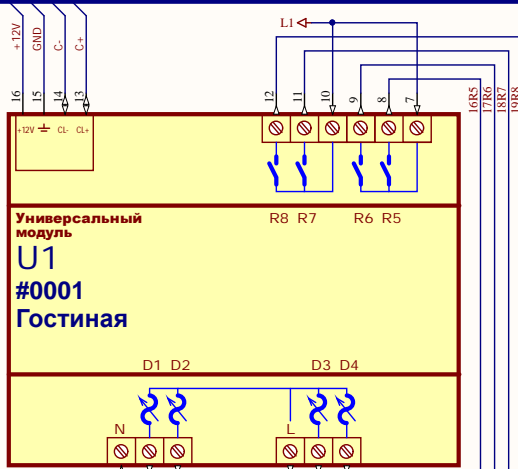 L1
+12V
GND
C-
C+
16
15
14
13
12
11
10
9
8
7
16R5
17R6
18R7
19R8
+12V
CL-
CL+
R8
R7
R6
R5
Универсальный
модуль
U1
#0001
Гостиная
D1
D2
D3
D4
N
L